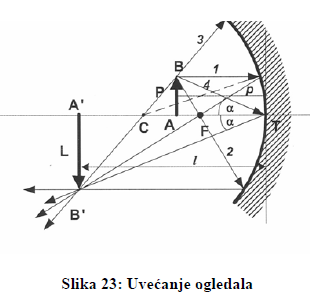 3
B
1
4
P
p
A'
C
A
F
α
α
T
L
l
2
B'
Slika 23: Uvećanje ogledala